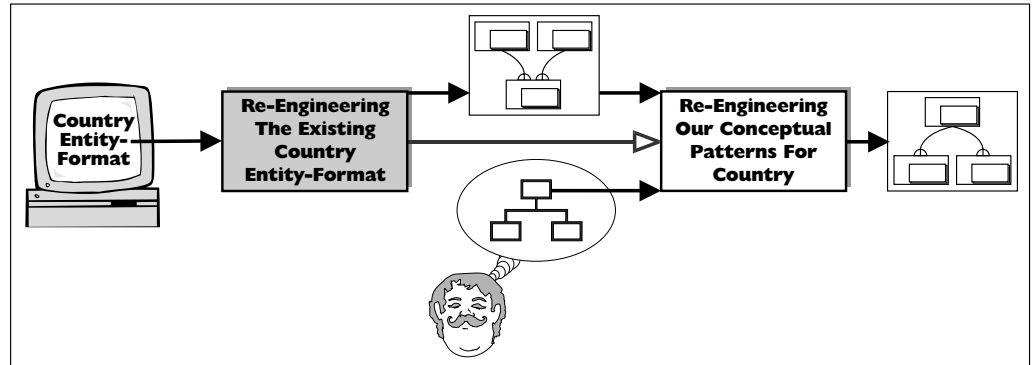 Country
Entity-
Format
Re-Engineering
The Existing
Country
Entity-Format
Re-Engineering
Our Conceptual
Patterns For
Country